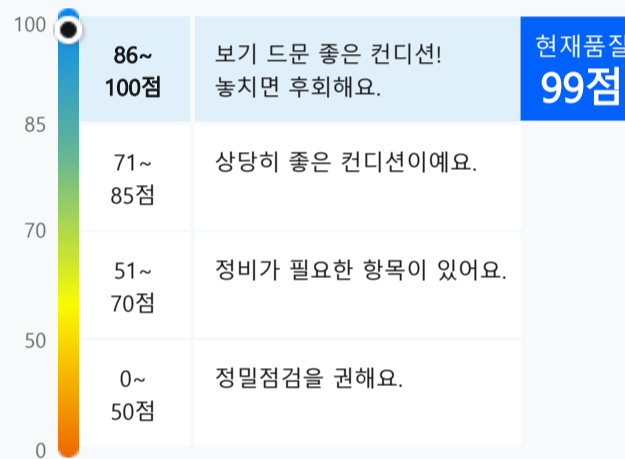 100
86~
100점
보기 드문 좋은 컨디션!
놓치면 후회해요.
현재품질
99점
85
71~
85점
상당히 좋은 컨디션이예요.
70
51~
70점
정비가 필요한 항목이 있어요.
50
0~
50점
정밀점검을 권해요.
0